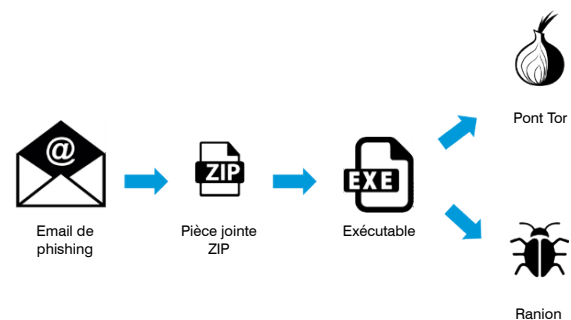 @
ZIP
EXE
Pont Tor
Email de
phishing
Pièce jointe
ZIP
Exécutable
Ranion